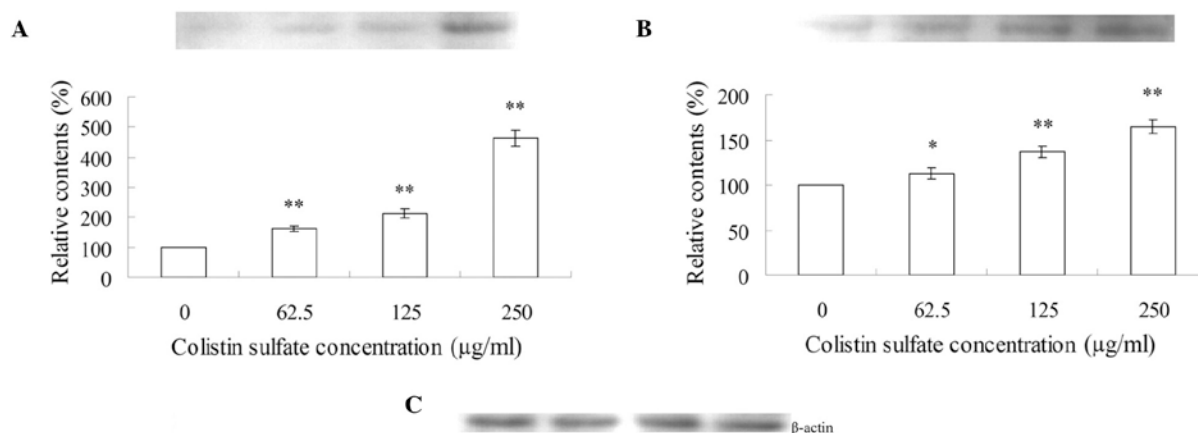 A
Relative contents (%)
600
500
400
300
200
100
0
**
**
**
0 62.5 125 250
Colistin sulfate concentration (μg/ml)
B
Relative contents (%)
200
150
100
50
0
*
**
**
0 62.5 125 250
Colistin sulfate concentration (μg/ml)
C
β-actin